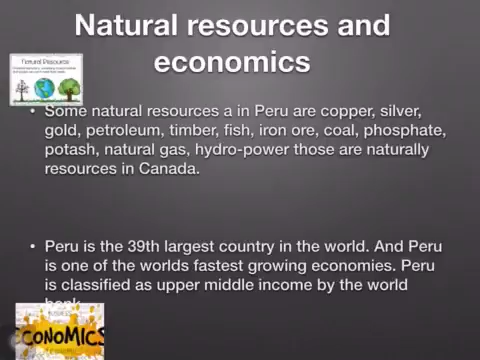 Natural resources and
economics
Natural Resource
• Some natural resources a in Peru are copper, silver,
gold, petroleum, timber, fish, iron ore, coal, phosphate,
potash, natural gas, hydro-power those are naturally
resources in Canada.
• Peru is the 39th largest country in the world. And Peru
is one of the worlds fastest growing economies. Peru
is classified as upper middle income by the world
bank.
ECONOMICS